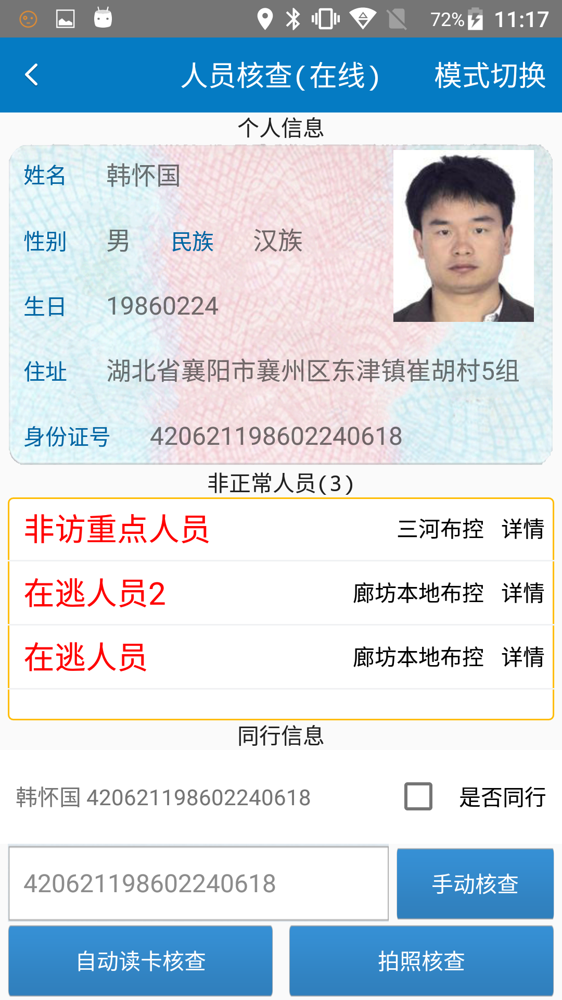 72% 11:17
人员核查(在线) 模式切换
个人信息
姓名 韩怀国
性别 男 民族 汉族
生日 19860224
住址 湖北省襄阳市襄州区东津镇崔胡村5组
身份证号 420621198602240618
非正常人员(3)
非访重点人员 三河布控 详情
在逃人员2 廊坊本地布控 详情
在逃人员 廊坊本地布控 详情
同行信息
韩怀国 420621198602240618 是否同行
420621198602240618 手动核查
自动读卡核查 拍照核查